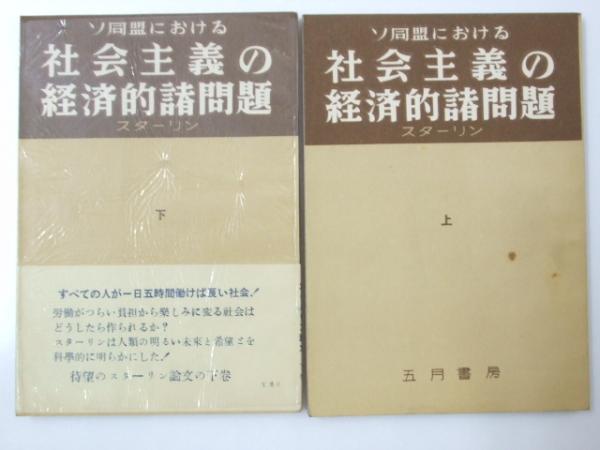 ソ同盟における
社会主義の
経済的諸問題
スターリン
下
すべての人が一日五時間働けば良い社会.!
労働がつらい負担から楽しみに変る社会は
どうしたら作られるか?
スターリンは人類の明るい未来と希望とを
科學的に明らかにした.!
待望のスターリン論文の下巻
ソ同盟における
社会主義の
経済的諸問題
スターリン
上
五月書房